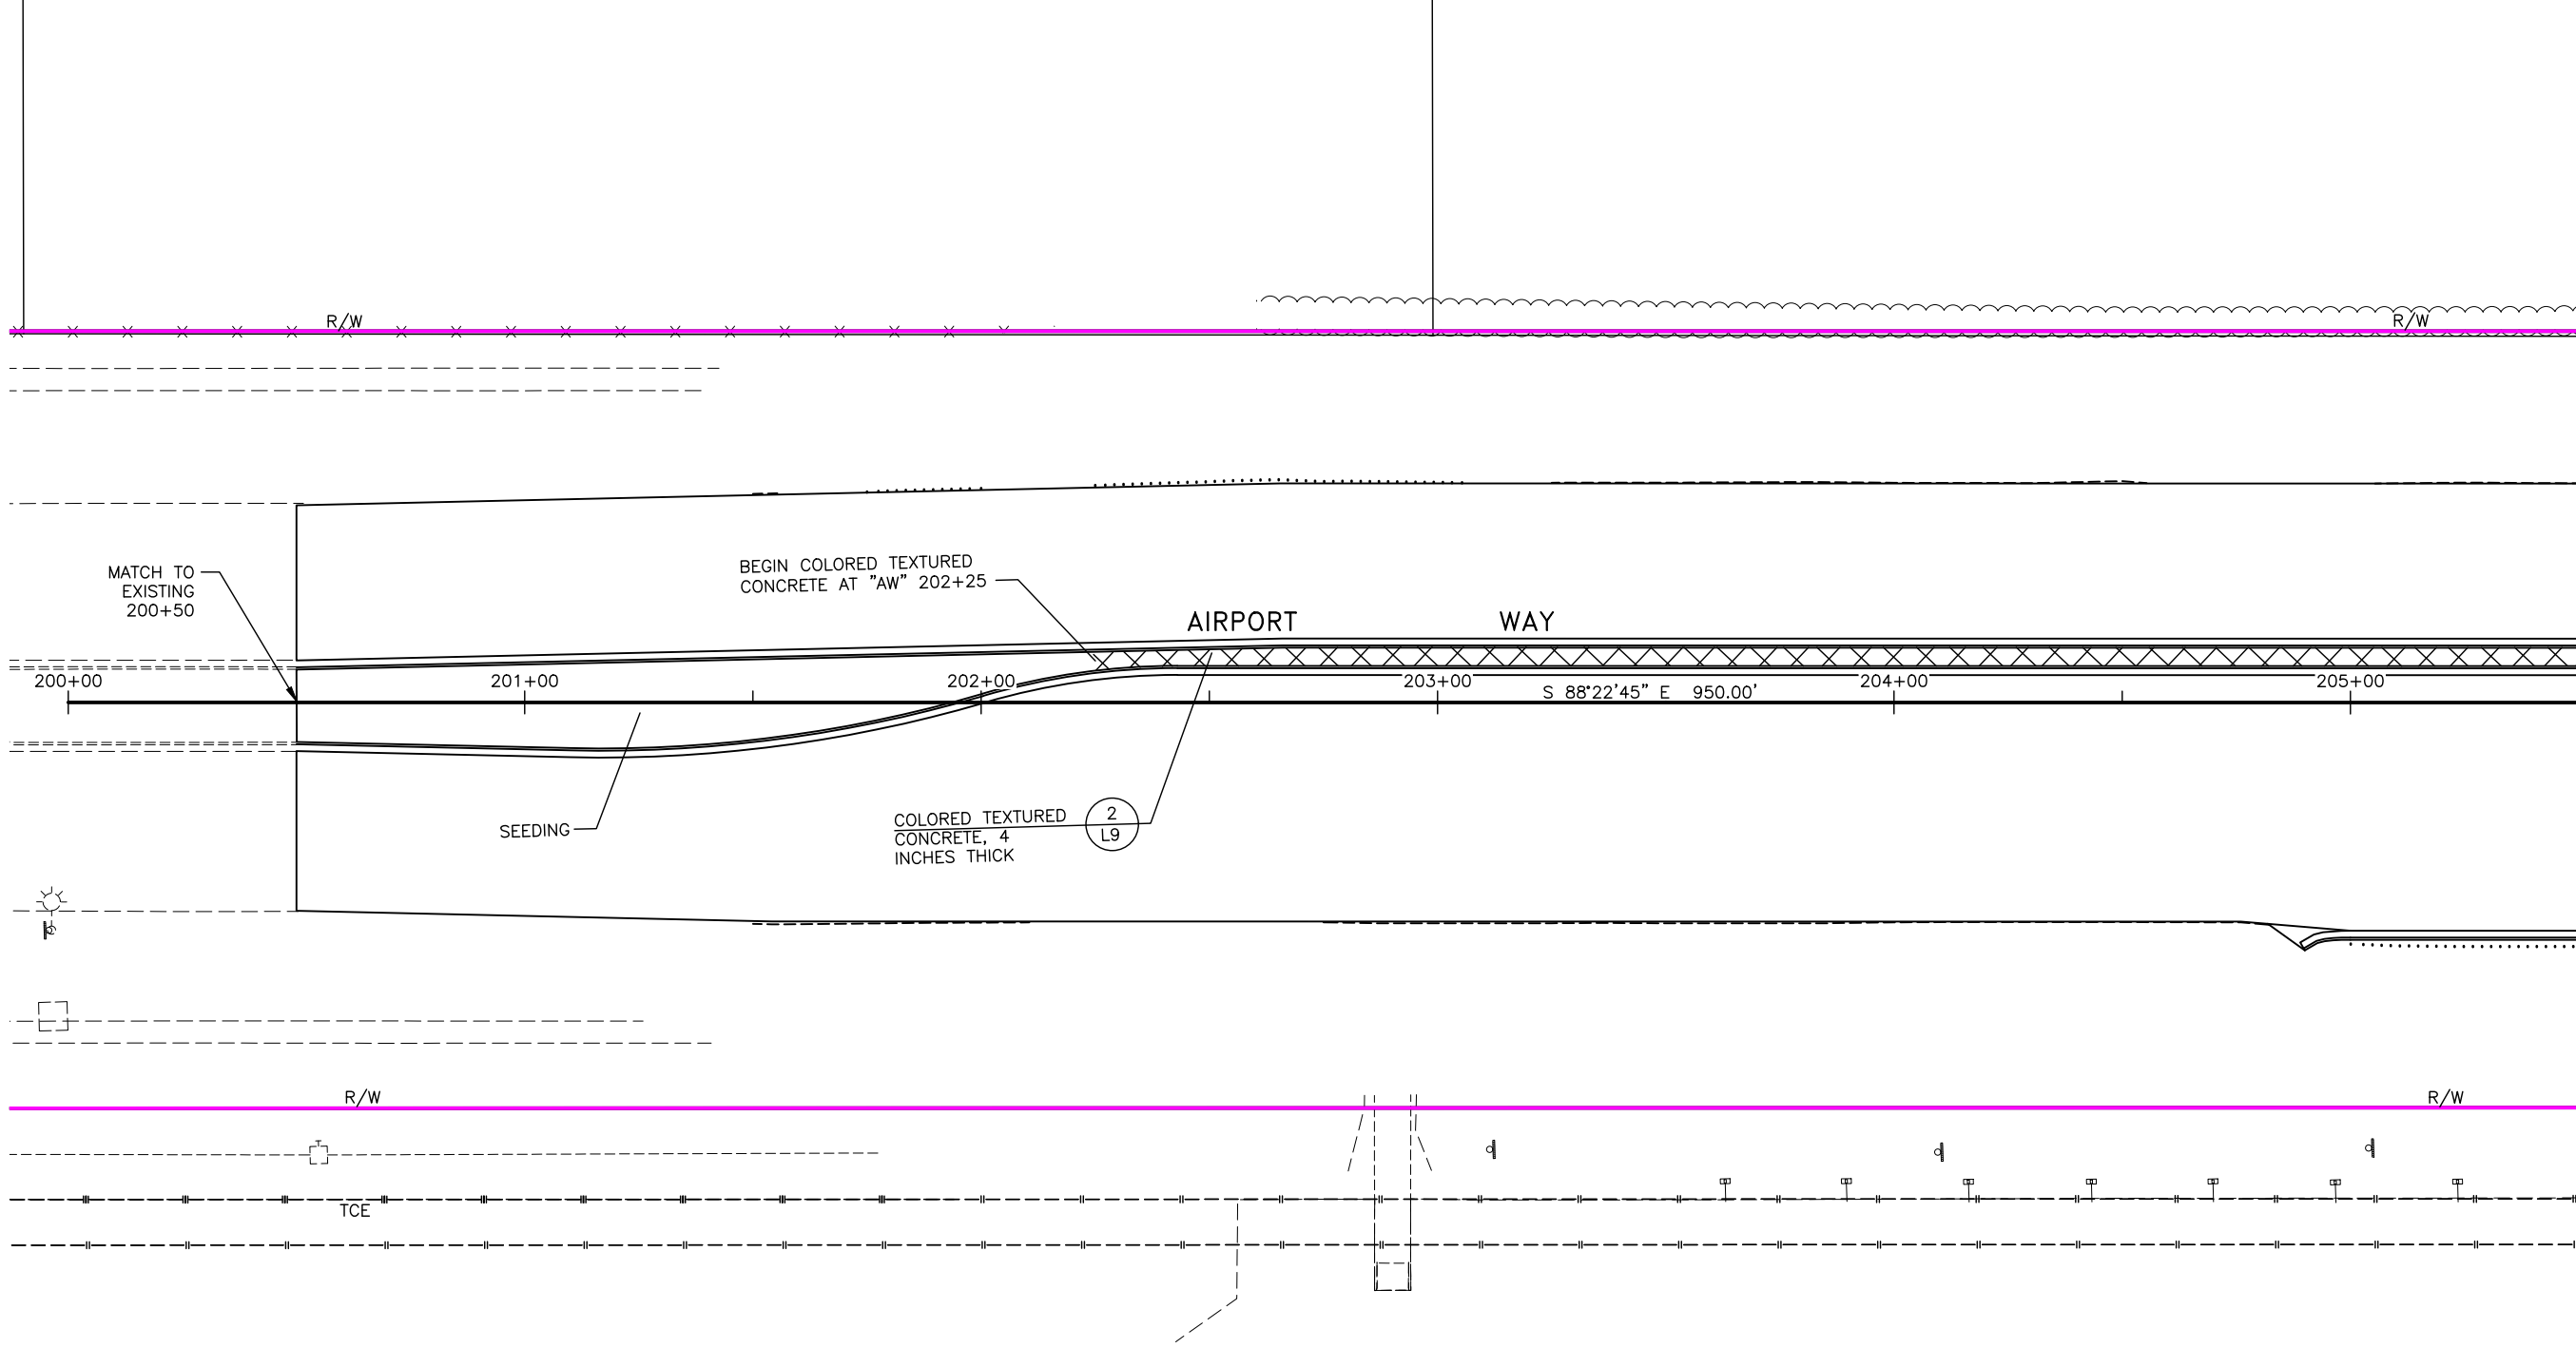 R/W
R/W
BEGIN COLORED TEXTURED
CONCRETE AT "AW" 202+25
MATCH TO
EXISTING
200+50
AIRPORT WAY
200+00
201+00
202+00
203+00
204+00
205+00
S 88°22'45" E 950.00'
SEEDING
COLORED TEXTURED
CONCRETE, 4
INCHES THICK
2
L9
R/W
R/W
TCE